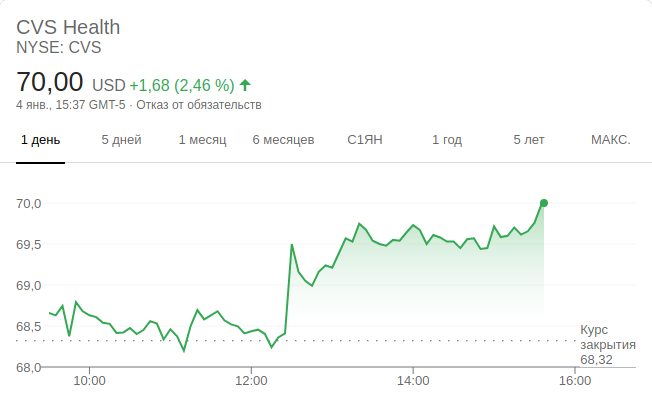 CVS Health
NYSE: CVS
70,00 USD +1,68 (2,46 %)
4 янв., 15:37 GMT-5 · Отказ от обязательств
1 день 5 дней 1 месяц 6 месяцев С1ЯН 1 год 5 лет МАКС.
70,0
69,5
69,0
68,5
68,0
Курс
закрытия
68,32
10:00 12:00 14:00 16:00